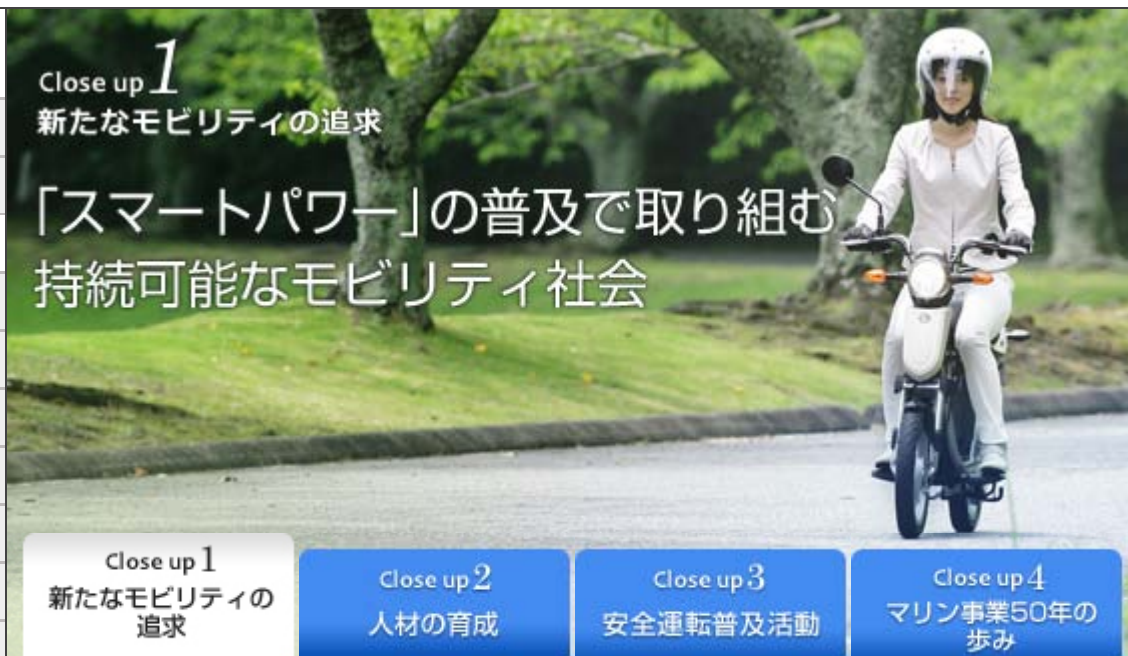 Close up 1
新たなモビリティの追求
「スマートパワー」の普及で取り組む
持続可能なモビリティ社会
Close up 1
新たなモビリティの
追求
Close up 2
人材の育成
Close up 3
安全運転普及活動
Close up 4
マリン事業50年の
歩み